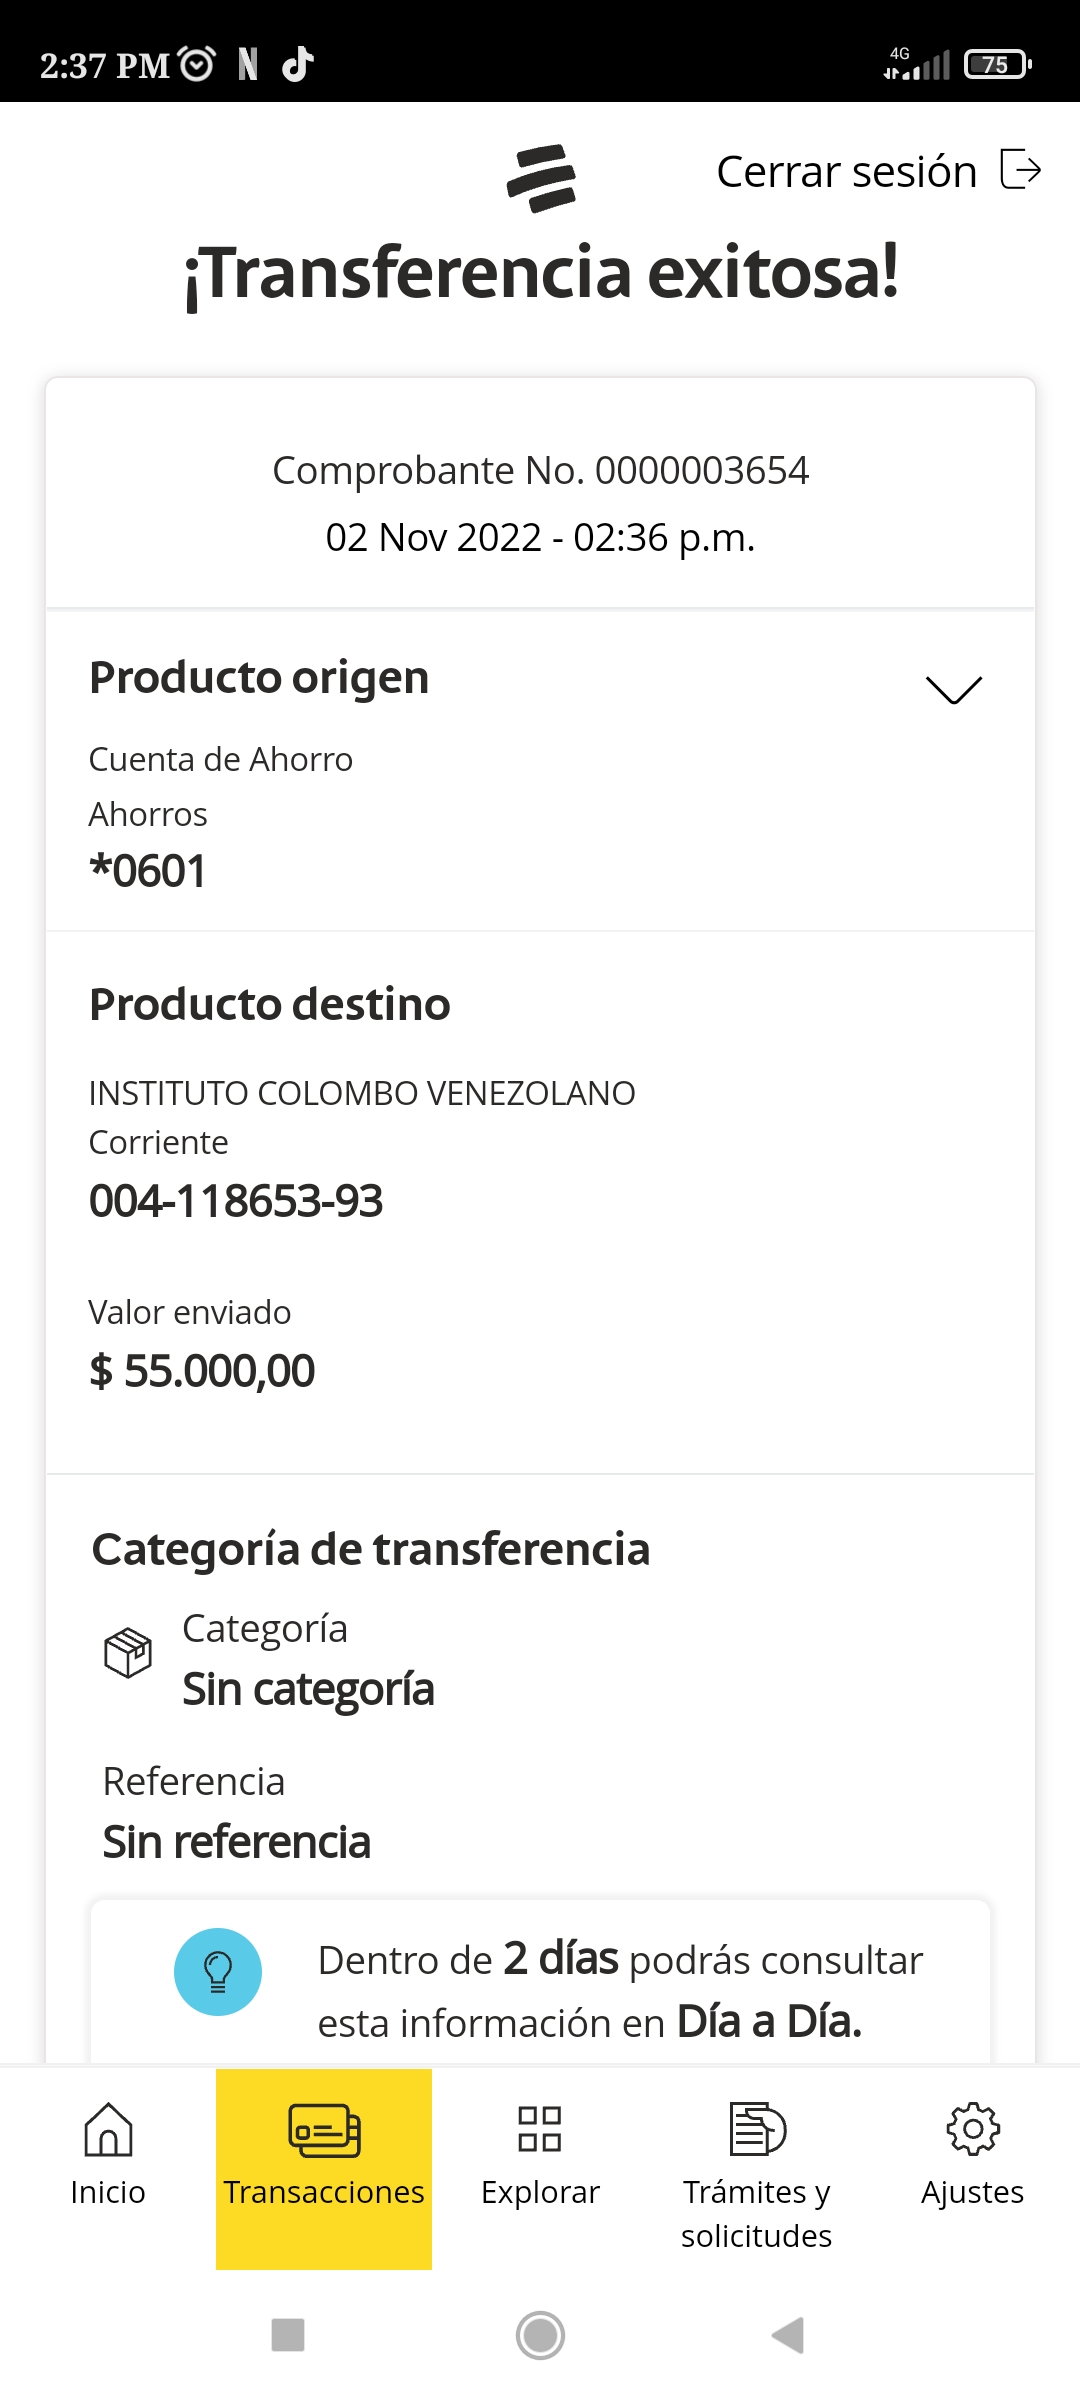 2:37 PM
4G
75
Cerrar sesión
¡Transferencia exitosa!
Comprobante No. 0000003654
02 Nov 2022 - 02:36 p.m.
Producto origen
Cuenta de Ahorro
Ahorros
*0601
Producto destino
INSTITUTO COLOMBO VENEZOLANO
Corriente
004-118653-93
Valor enviado
$ 55.000,00
Categoría de transferencia
Categoría
Sin categoría
Referencia
Sin referencia
Dentro de 2 días podrás consultar
esta información en Día a Día.
Inicio
Transacciones
Explorar
Trámites y
solicitudes
Ajustes